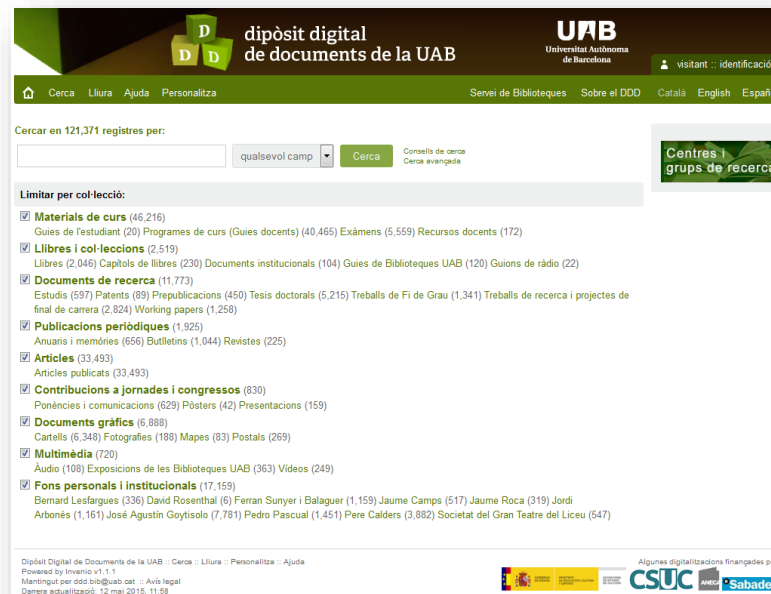 D
D D
dipòsit digital
de documents de la UAB
UAB
Universitat Autònoma
de Barcelona
visitant :: identificació
Cerca Lliura Ajuda Personalitza Servei de Biblioteques Sobre el DDD Català English Españ
Cercar en 121,371 registres per:
qualsevol camp Cerca
Consells de cerca
Cerca avançada
Centres i
grups de recerca
Limitar per col·lecció:
Materials de curs (46,216)
Guies de l'estudiant (20) Programes de curs (Guies docents) (40,465) Exàmens (5,559) Recursos docents (172)
Llibres i col·leccions (2,519)
Llibres (2,046) Capítols de llibres (230) Documents institucionals (104) Guies de Biblioteques UAB (120) Guions de ràdio (22)
Documents de recerca (11,773)
Estudis (597) Patents (89) Prepublicacions (450) Tesis doctorals (5,215) Treballs de Fi de Grau (1,341) Treballs de recerca i projectes de
final de carrera (2,824) Working papers (1,258)
Publicacions periòdiques (1,925)
Anuaris i memòries (656) Butlletins (1,044) Revistes (225)
Articles (33,493)
Articles publicats (33,493)
Contribucions a jornades i congressos (830)
Ponències i comunicacions (629) Pòsters (42) Presentacions (159)
Documents gràfics (6,888)
Cartells (6,348) Fotografies (188) Mapes (83) Postals (269)
Multimèdia (720)
Àudio (108) Exposicions de les Biblioteques UAB (363) Vídeos (249)
Fons personals i institucionals (17,159)
Bernard Lesfargues (336) David Rosenthal (6) Ferran Sunyer i Balaguer (1,159) Jaume Camps (517) Jaume Roca (319) Jordi
Arbonès (1,161) José Agustín Goytisolo (7,781) Pedro Pascual (1,451) Pere Calders (3,882) Societat del Gran Teatre del Liceu (547)
Dipòsit Digital de Documents de la UAB :: Cerca :: Lliura :: Personalitza :: Ajuda
Powered by Invenio v1.1.1
Mantingut per ddd.bib@uab.cat :: Avís legal
Darrera actualització: 12 mai 2015, 11:58
Algunes digitalitzacions finançades p
CSUC ANECA Sabade